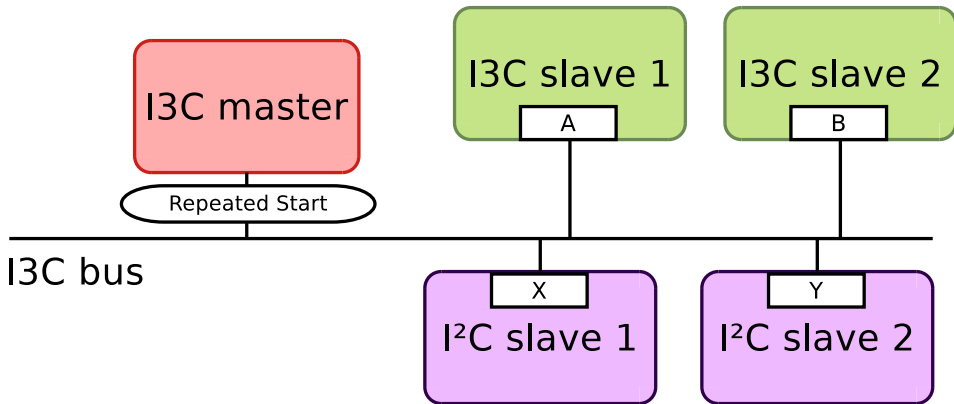 I3C master
Repeated Start
I3C bus
I3C slave 1
A
I3C slave 2
B
X
I²C slave 1
Y
I²C slave 2